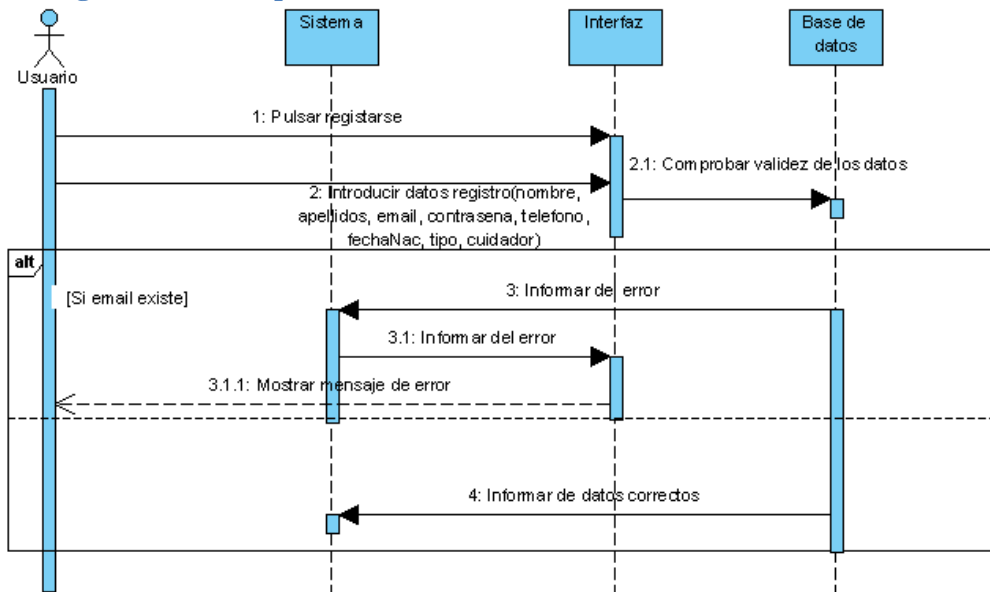 Usuario
Sistema
Interfaz
Base de
datos
1: Pulsar registarse
2.1: Comprobar validez de los datos
2: Introducir datos registro(nombre,
apellidos, email, contrasena, telefono,
fechaNac, tipo, cuidador)
alt
[Si email existe]
3: Informar del error
3.1: Informar del error
3.1.1: Mostrar mensaje de error
4: Informar de datos correctos